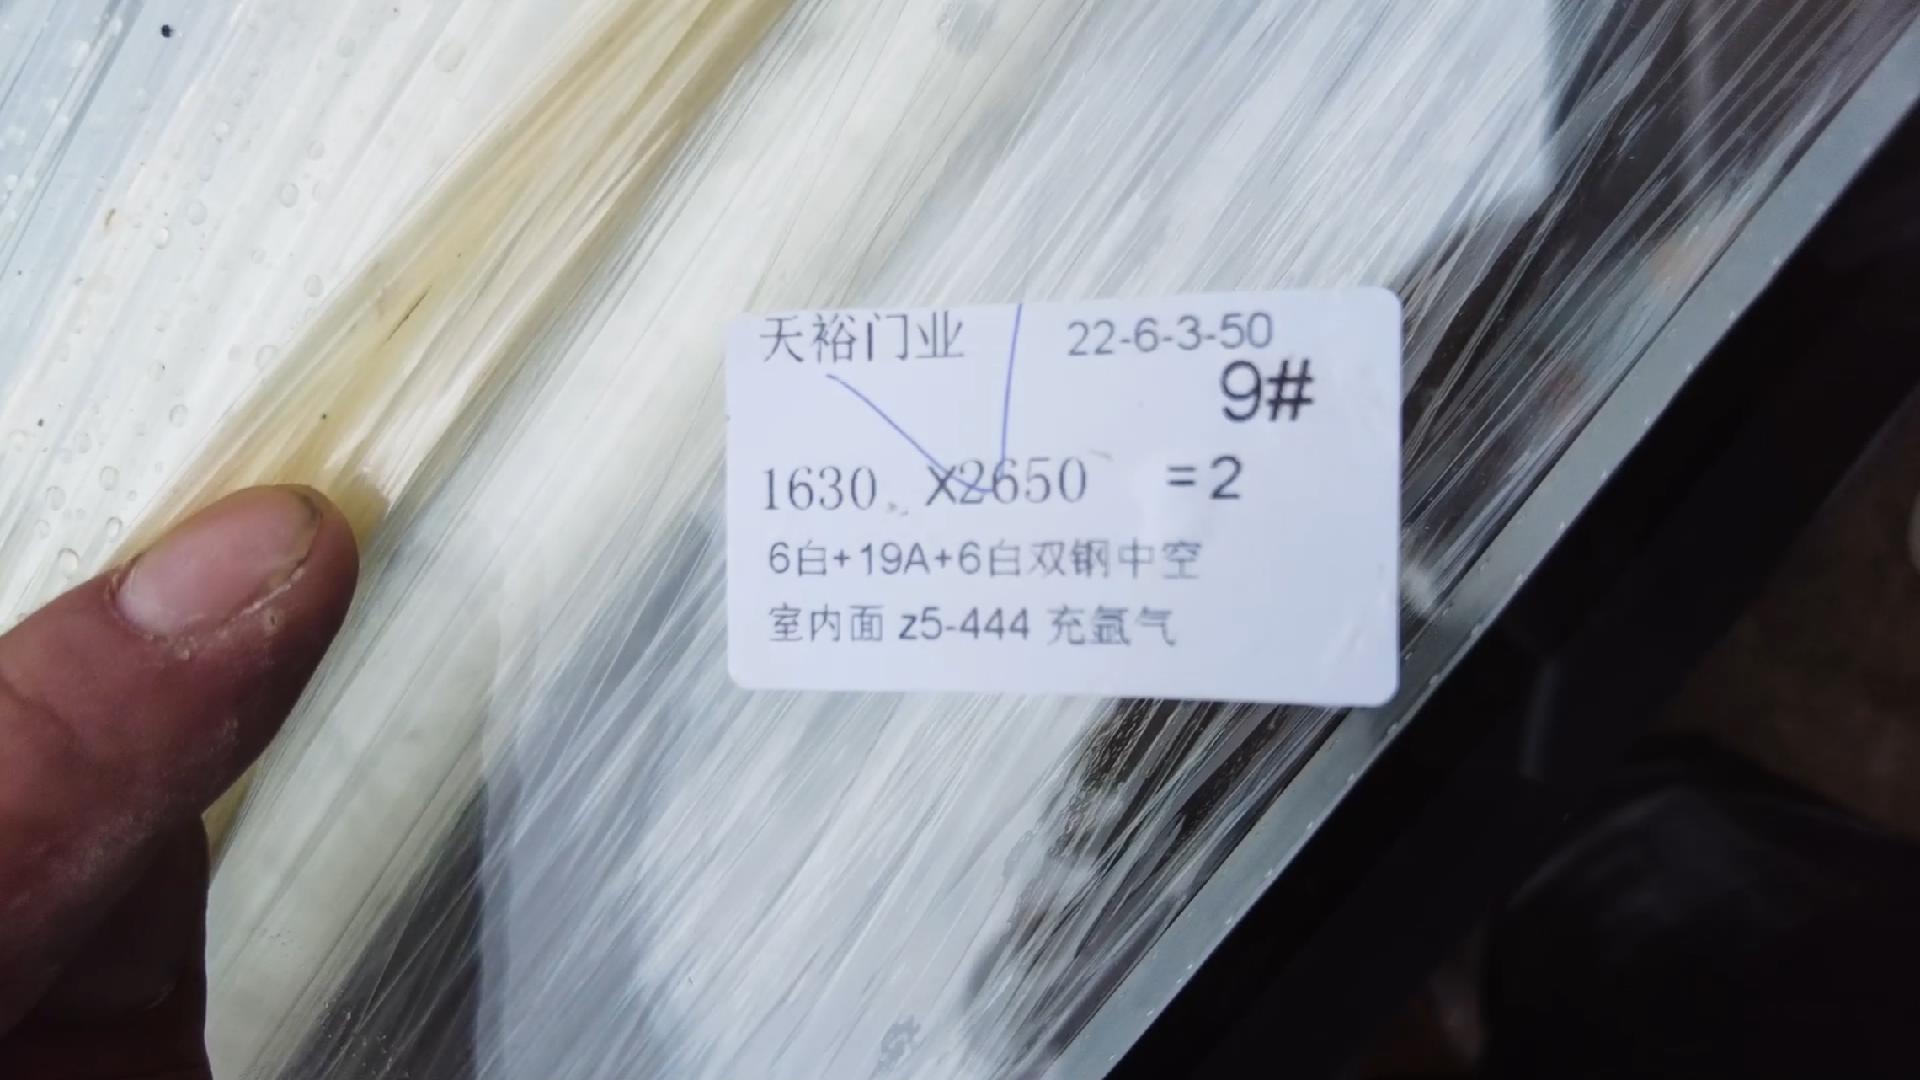 天裕门业 22-6-3-50
9#
1630 X2650 =2
6白+19A+6白双钢中空
室内面 z5-444 充氩气